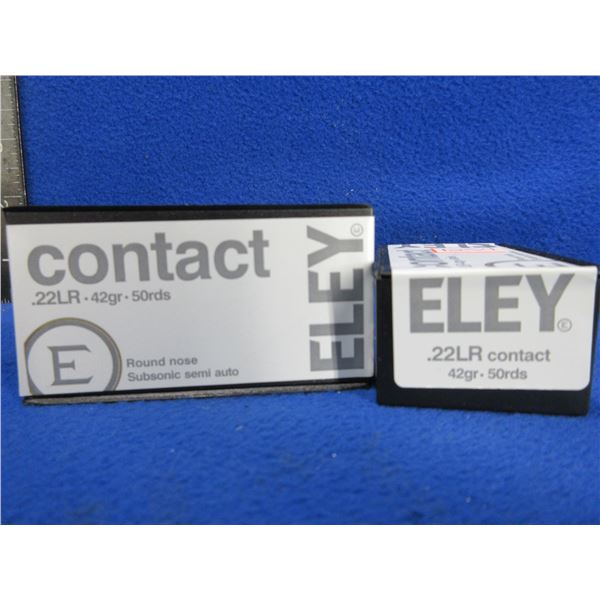 contact
.22LR • 42gr • 50rds
E
Round nose
Subsonic semi auto
ELEY
ELEY
.22LR contact
42gr • 50rds